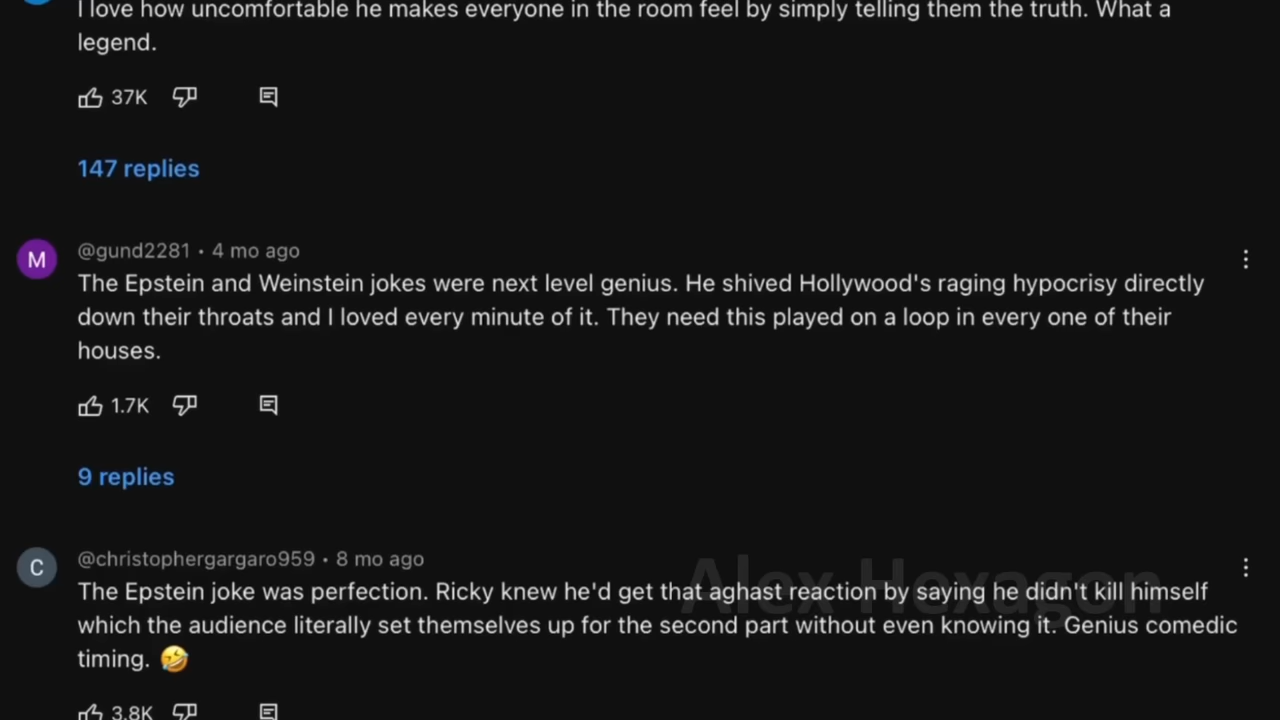 I love how uncomfortable he makes everyone in the room feel by simply telling them the truth. What a
legend.
37K
147 replies
M
@gund2281 • 4 mo ago
The Epstein and Weinstein jokes were next level genius. He shived Hollywood's raging hypocrisy directly
down their throats and I loved every minute of it. They need this played on a loop in every one of their
houses.
1.7K
9 replies
C
@christophergargaro959 • 8 mo ago
Alex Hexagon
The Epstein joke was perfection. Ricky knew he'd get that aghast reaction by saying he didn't kill himself
which the audience literally set themselves up for the second part without even knowing it. Genius comedic
timing. 🤣
3.8K